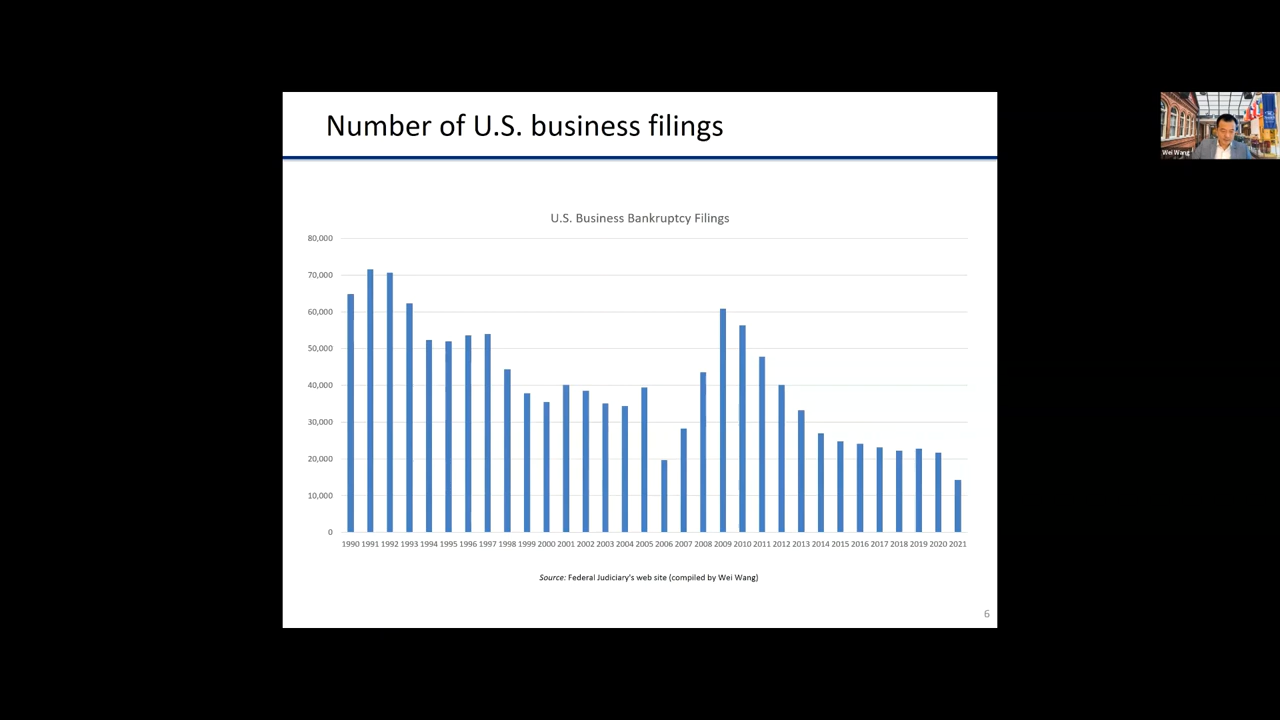 Number of U.S. business filings
Wei Wang
U.S. Business Bankruptcy Filings
80,000
70,000
60,000
50,000
40,000
30,000
20,000
10,000
0
1990 1991 1992 1993 1994 1995 1996 1997 1998 1999 2000 2001 2002 2003 2004 2005 2006 2007 2008 2009 2010 2011 2012 2013 2014 2015 2016 2017 2018 2019 2020 2021
Source: Federal Judiciary's web site (compiled by Wei Wang)
6